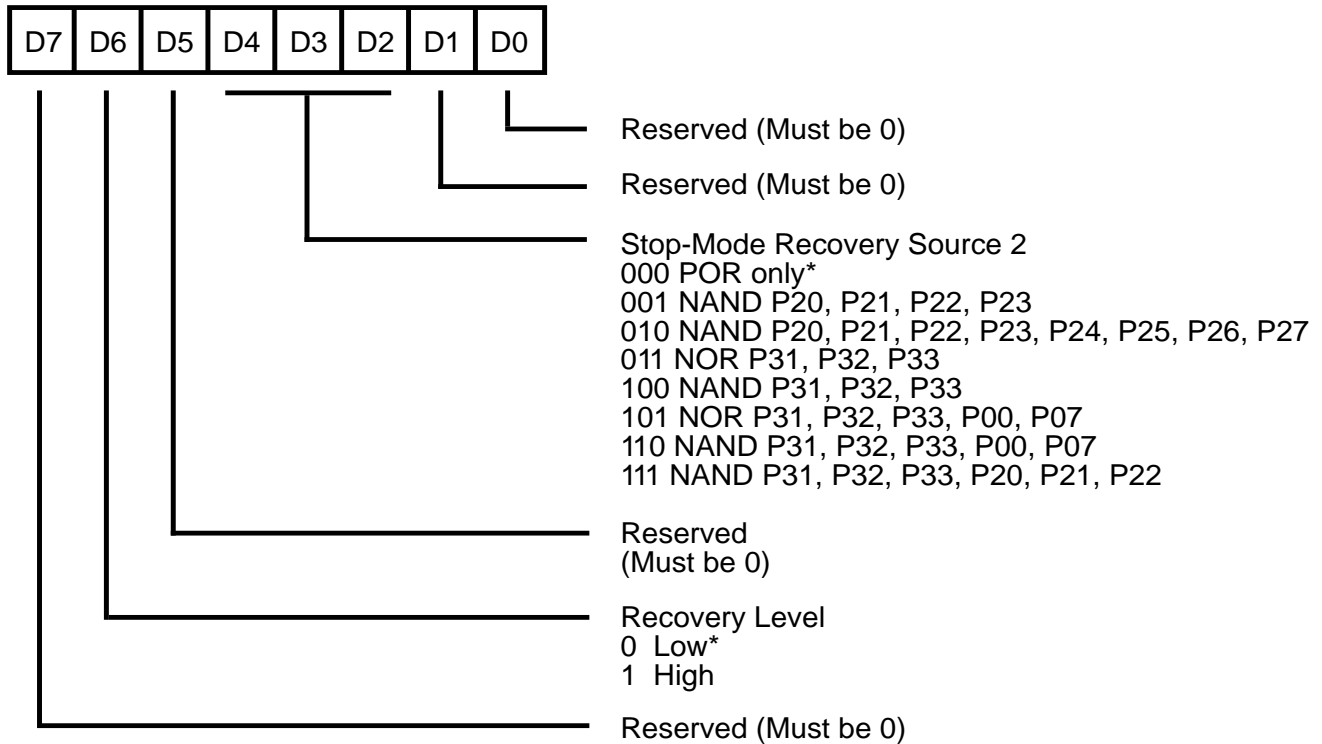 D7 D6 D5 D4 D3 D2 D1 D0
Reserved (Must be 0)
Reserved (Must be 0)
Stop-Mode Recovery Source 2
000 POR only*
001 NAND P20, P21, P22, P23
010 NAND P20, P21, P22, P23, P24, P25, P26, P27
011 NOR P31, P32, P33
100 NAND P31, P32, P33
101 NOR P31, P32, P33, P00, P07
110 NAND P31, P32, P33, P00, P07
111 NAND P31, P32, P33, P20, P21, P22
Reserved
(Must be 0)
Recovery Level
0 Low*
1 High
Reserved (Must be 0)